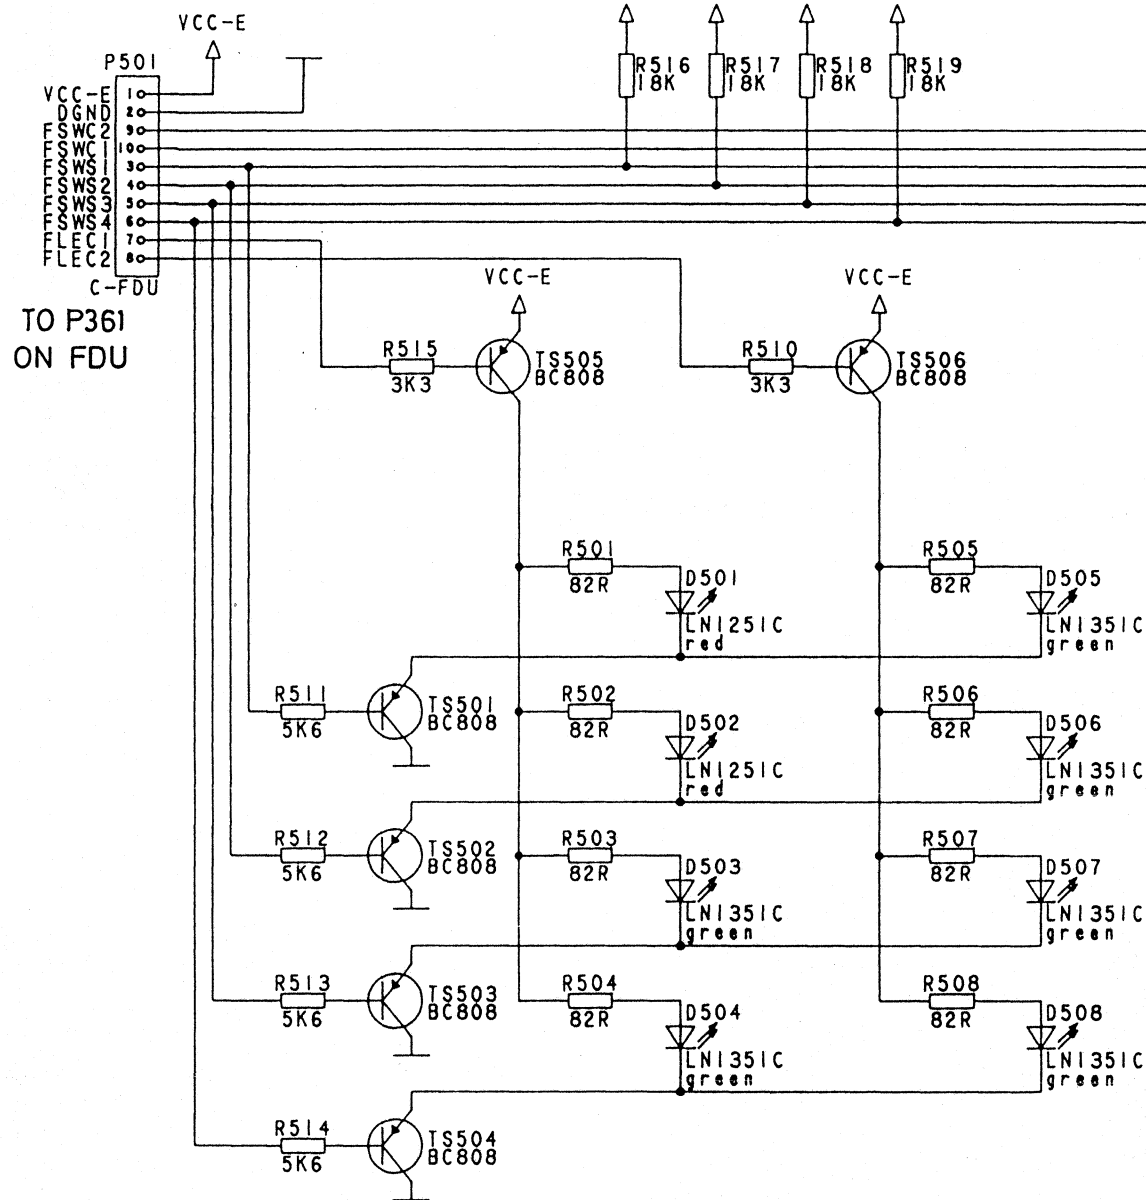 VCC-E
P501
VCC-E 1
DGND 2
FSWC2 9
FSWC1 10
FSWS1 3
FSWS2 4
FSWS3 5
FSWS4 6
FLEC1 7
FLEC2 8
C-FDU
TO P361
ON FDU
R516
18K
R517
18K
R518
18K
R519
18K
VCC-E
VCC-E
R515
3K3
TS505
BC808
R510
3K3
TS506
BC808
R501
82R
D501
LN1251C
red
R505
82R
D505
LN1351C
green
R511
5K6
TS501
BC808
R502
82R
D502
LN1251C
red
R506
82R
D506
LN1351C
green
R512
5K6
TS502
BC808
R503
82R
D503
LN1351C
green
R507
82R
D507
LN1351C
green
R513
5K6
TS503
BC808
R504
82R
D504
LN1351C
green
R508
82R
D508
LN1351C
green
R514
5K6
TS504
BC808